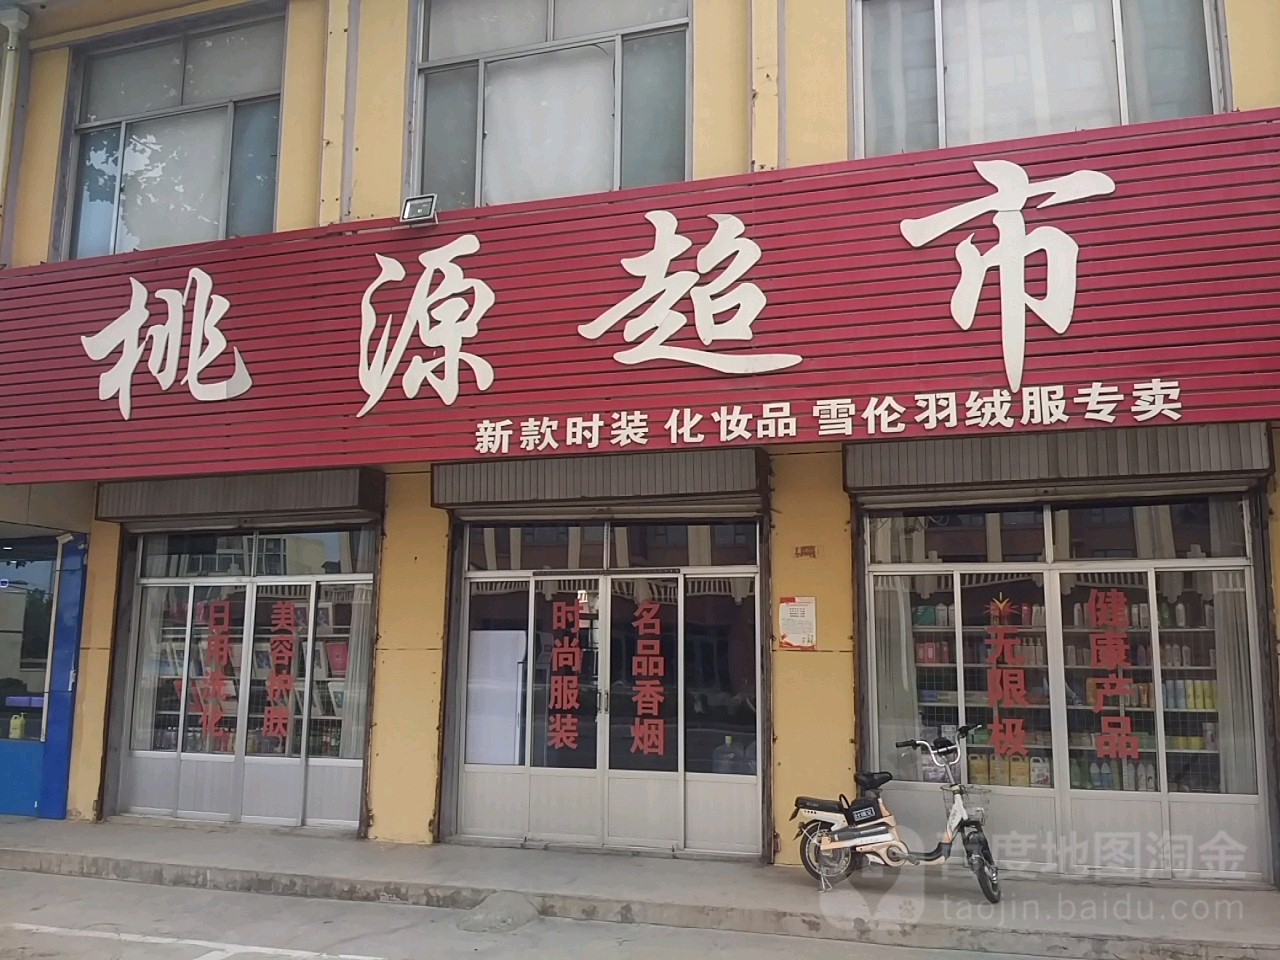 桃源超市
新款时装 化妆品 雪伦羽绒服专卖
美容护肤
日用洗化
时尚服装
名品香烟
无限极
健康产品
百度地图淘金
taojin.baidu.com